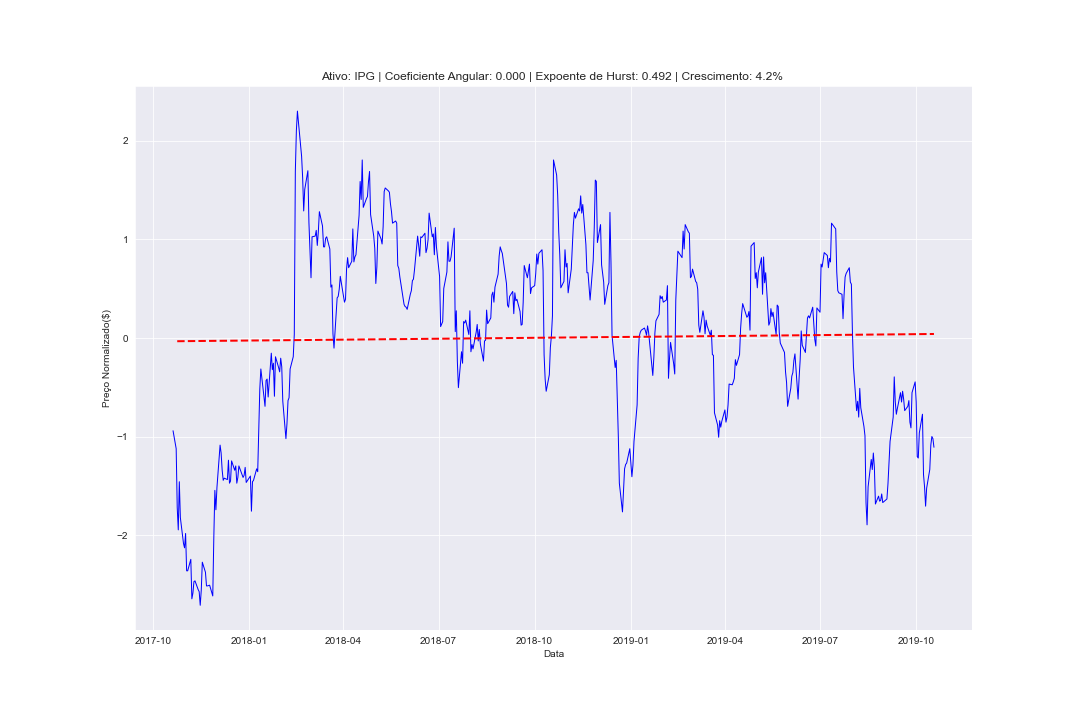 Ativo: IPG | Coeficiente Angular: 0.000 | Expoente de Hurst: 0.492 | Crescimento: 4.2%
Preço Normalizado($)
2
1
0
−1
−2
2017-10 2018-01 2018-04 2018-07 2018-10 2019-01 2019-04 2019-07 2019-10
Data